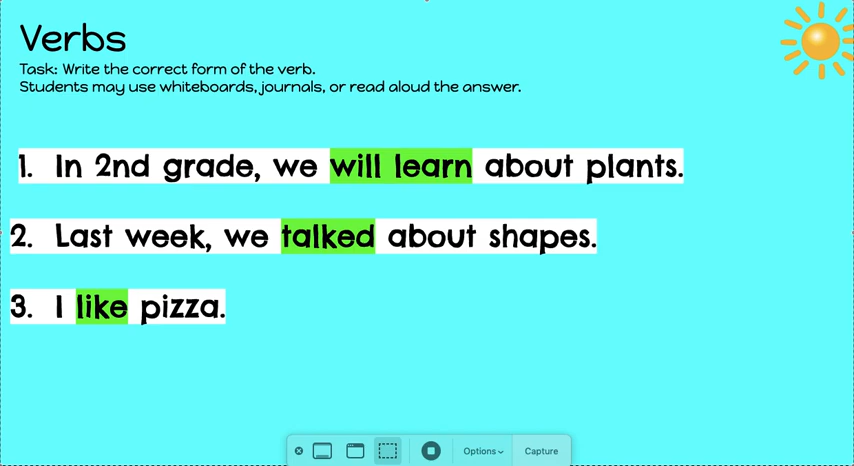 Verbs
Task: Write the correct form of the verb.
Students may use whiteboards, journals, or read aloud the answer.
1. In 2nd grade, we will learn about plants.
2. Last week, we talked about shapes.
3. I like pizza.
Options Capture